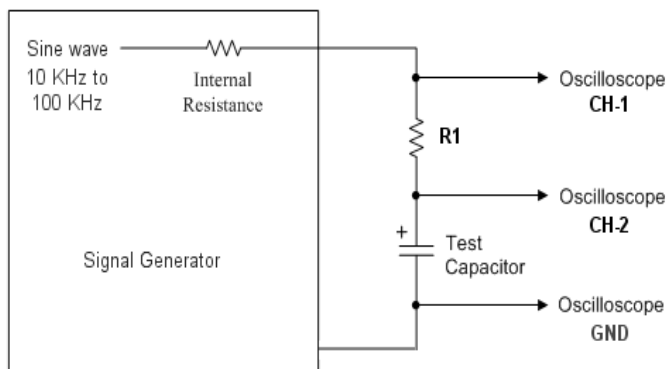 Sine wave
10 KHz to
100 KHz
Internal
Resistance
Signal Generator
R1
+
Test
Capacitor
Oscilloscope
CH-1
Oscilloscope
CH-2
Oscilloscope
GND